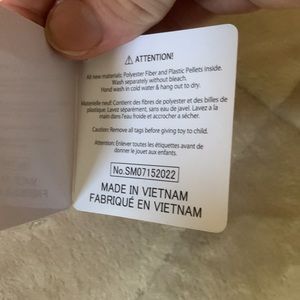 ⚠ ATTENTION!
All new materials: Polyester Fiber and Plastic Pellets Inside.
Wash separately without bleach.
Hand wash in cold water & hang out to dry.
Materielle neuf: Contient des fibres de polyester et des billes de
plastique. Lavez séparément, sans eau de javel. Lavez a la
main dans l'eau froide et accrocher a sécher.
Caution: Remove all tags before giving toy to child.
Attention: Enlever toutes les étiquettes avant de
donner le jouet aux enfants.
No.SM07152022
MADE IN VIETNAM
FABRIQUÉ EN VIETNAM